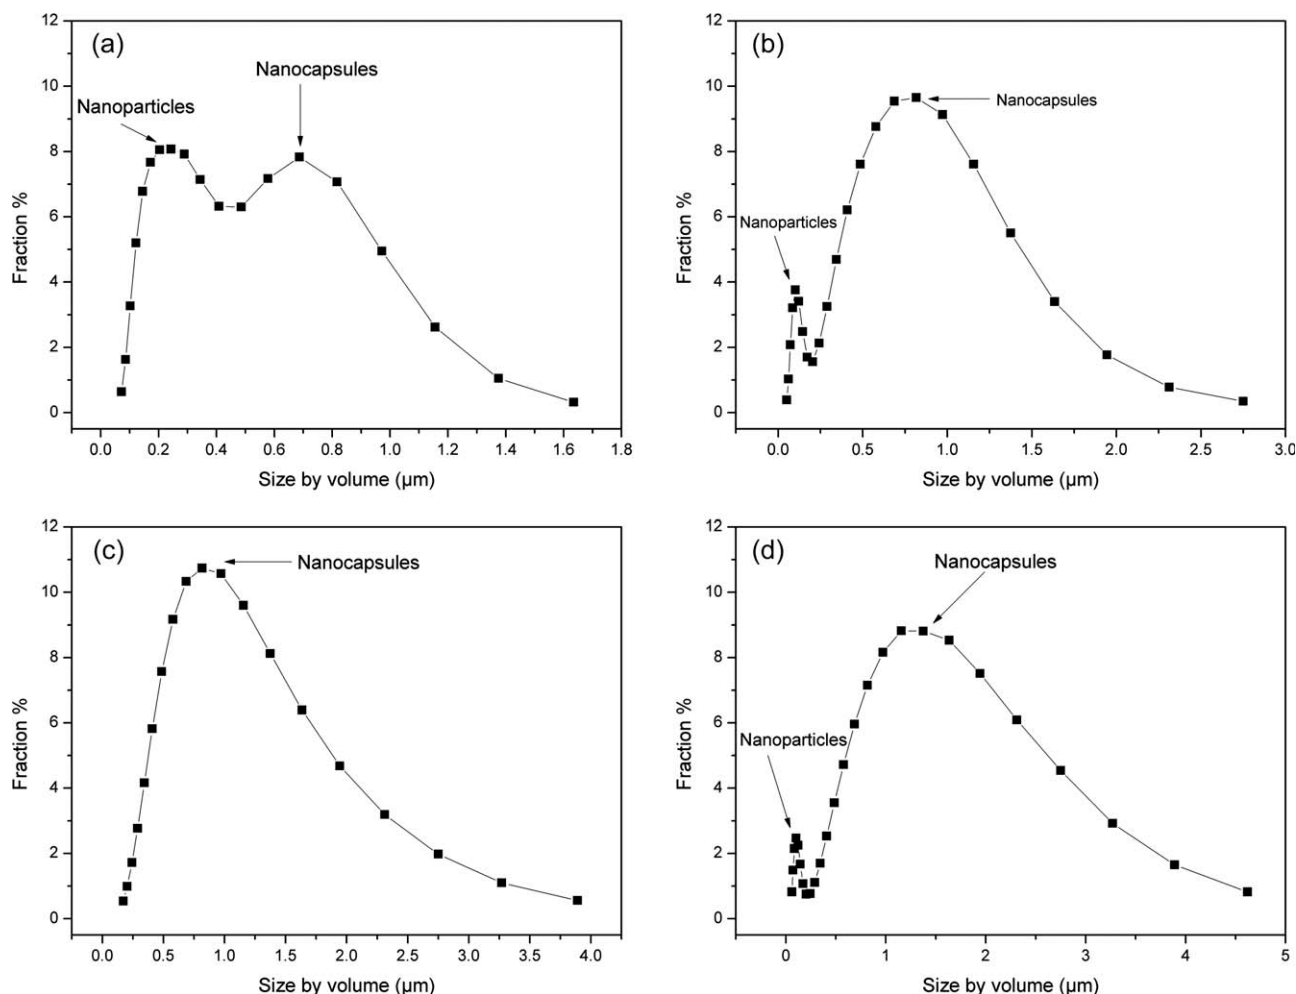 (a)
Nanoparticles
Nanocapsules
Fraction %
12
10
8
6
4
2
0
0.0 0.2 0.4 0.6 0.8 1.0 1.2 1.4 1.6 1.8
Size by volume (µm)
(b)
Nanocapsules
Nanoparticles
Fraction %
12
10
8
6
4
2
0
0.0 0.5 1.0 1.5 2.0 2.5 3.0
Size by volume (µm)
(c)
Nanocapsules
Fraction %
12
10
8
6
4
2
0
0.0 0.5 1.0 1.5 2.0 2.5 3.0 3.5 4.0
Size by volume (µm)
(d)
Nanocapsules
Nanoparticles
Fraction %
12
10
8
6
4
2
0
0 1 2 3 4 5
Size by volume (µm)